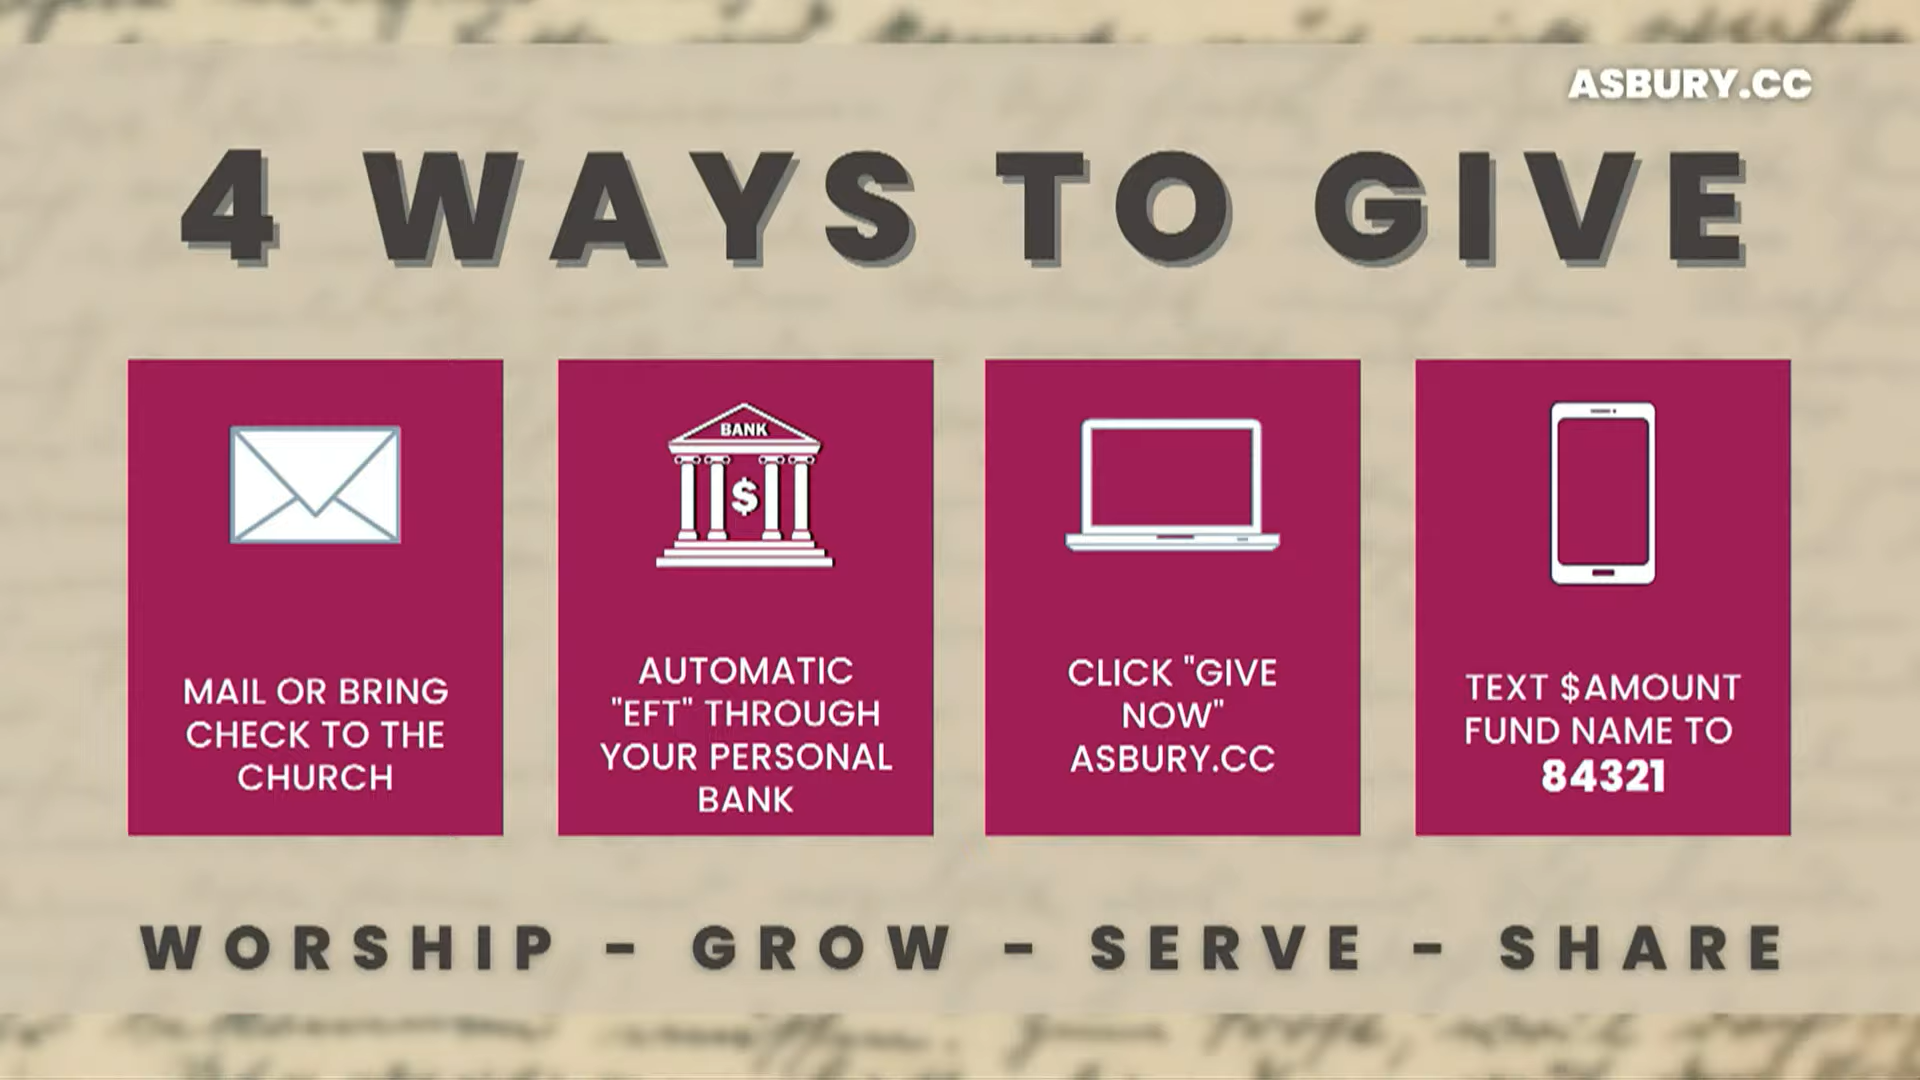 ASBURY.CC
4 WAYS TO GIVE
MAIL OR BRING
CHECK TO THE
CHURCH
BANK
$
AUTOMATIC
"EFT" THROUGH
YOUR PERSONAL
BANK
CLICK "GIVE
NOW"
ASBURY.CC
TEXT $AMOUNT
FUND NAME TO
84321
WORSHIP - GROW - SERVE - SHARE